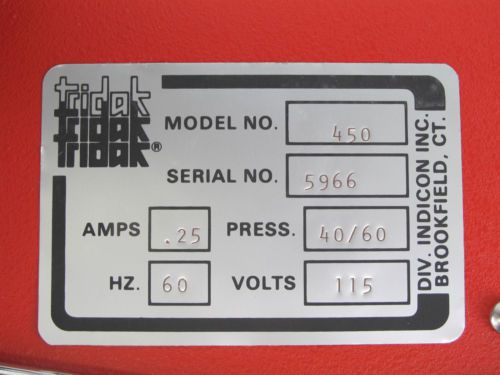 tridak
tridak
tridak®
MODEL NO. 450
SERIAL NO. 5966
AMPS .25 PRESS. 40/60
HZ. 60 VOLTS 115
DIV. INDICON INC.
BROOKFIELD, CT.